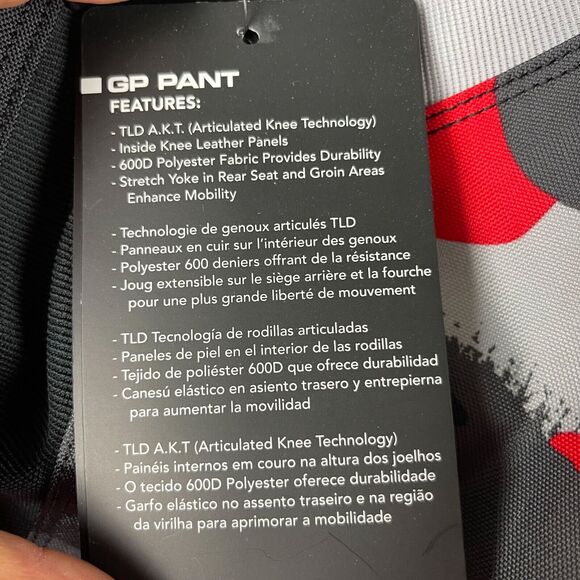 GP PANT
FEATURES:
- TLD A.K.T. (Articulated Knee Technology)
- Inside Knee Leather Panels
- 600D Polyester Fabric Provides Durability
- Stretch Yoke in Rear Seat and Groin Areas
Enhance Mobility
- Technologie de genoux articulés TLD
- Panneaux en cuir sur l'intérieur des genoux
- Polyester 600 deniers offrant de la résistance
- Joug extensible sur le siège arrière et la fourche
pour une plus grande liberté de mouvement
- TLD Tecnología de rodillas articuladas
- Paneles de piel en el interior de las rodillas
- Tejido de poliéster 600D que ofrece durabilidad
- Canesú elástico en asiento trasero y entrepierna
para aumentar la movilidad
- TLD A.K.T (Articulated Knee Technology)
- Painéis internos em couro na altura dos joelhos
- O tecido 600D Polyester oferece durabilidade
- Garfo elástico no assento traseiro e na região
da virilha para aprimorar a mobilidade